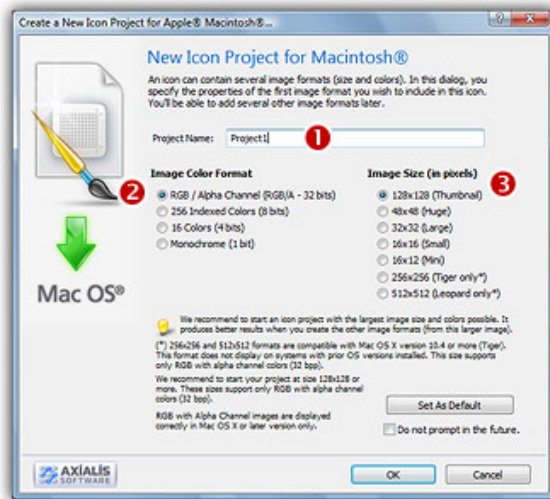 Create a New Icon Project for Apple® Macintosh®...
New Icon Project for Macintosh®
An icon can contain several image formats (size and colors). In this dialog, you
specify the properties of the first image format you wish to include in this icon.
You'll be able to add several other image formats later.
Project Name: Project1 1
2 Image Color Format
RGB / Alpha Channel (RGB/A - 32 bits)
256 Indexed Colors (8 bits)
16 Colors (4 bits)
Monochrome (1 bit)
Image Size (in pixels) 3
128x128 (Thumbnail)
48x48 (Huge)
32x32 (Large)
16x16 (Small)
16x12 (Mini)
256x256 (Tiger only*)
512x512 (Leopard only*)
Mac OS®
We recommend to start an icon project with the largest image size and colors possible. It
produces better results when you create the other image formats (from this larger image).
(*) 256x256 and 512x512 formats are compatible with Mac OS X version 10.4 or more (Tiger).
This format does not display on systems with prior OS versions installed. This size supports
only RGB with alpha channel colors (32 bpp).
We recommend to start your project at size 128x128 or
more. These sizes support only RGB with alpha channel
colors (32 bpp).
RGB with Alpha Channel images are displayed
correctly in Mac OS X or later version only.
Set As Default
Do not prompt in the future.
AXIALIS
SOFTWARE
OK
Cancel